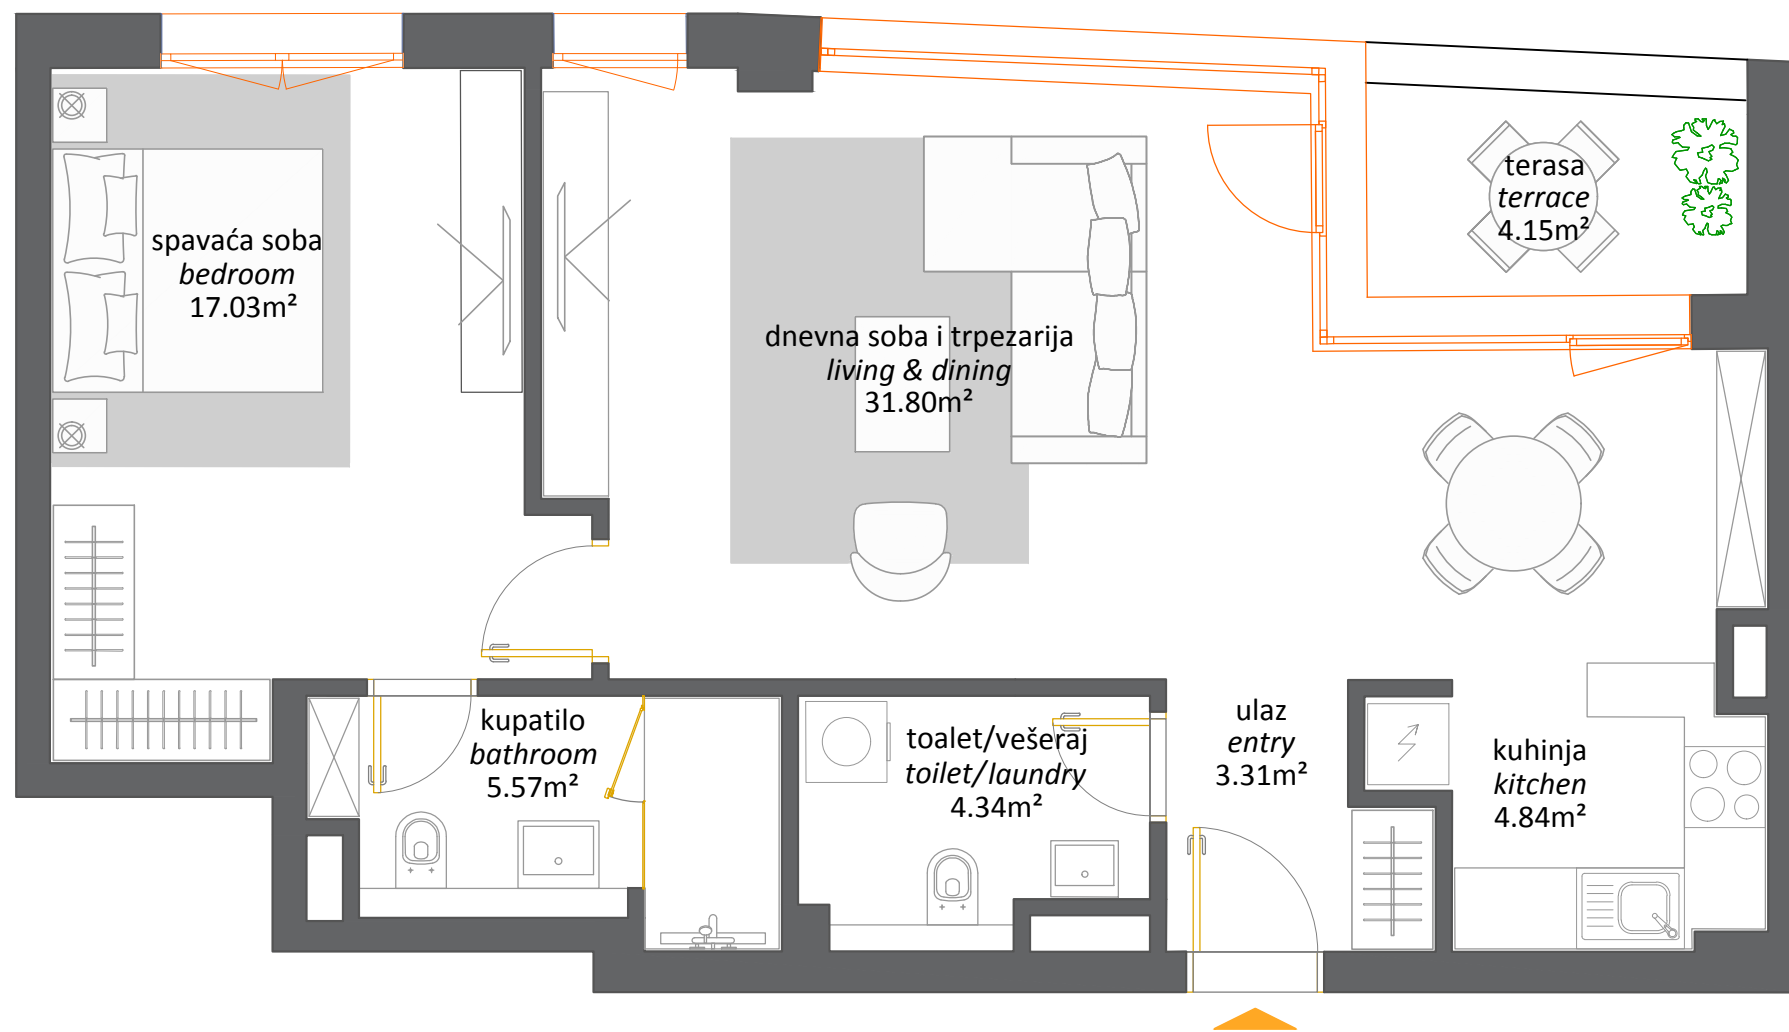 spavaća soba
bedroom
17.03m²
dnevna soba i trpezarija
living & dining
31.80m²
terasa
terrace
4.15m²
kupatilo
bathroom
5.57m²
toalet/vešeraj
toilet/laundry
4.34m²
ulaz
entry
3.31m²
kuhinja
kitchen
4.84m²